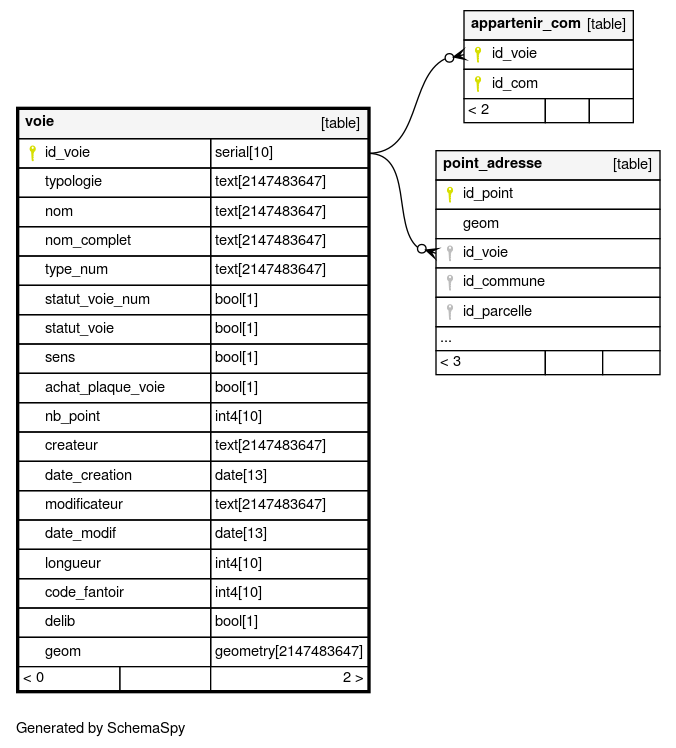 appartenir_com [table]
id_voie
id_com
< 2
voie [table]
id_voie serial[10]
typologie text[2147483647]
nom text[2147483647]
nom_complet text[2147483647]
type_num text[2147483647]
statut_voie_num bool[1]
statut_voie bool[1]
sens bool[1]
achat_plaque_voie bool[1]
nb_point int4[10]
createur text[2147483647]
date_creation date[13]
modificateur text[2147483647]
date_modif date[13]
longueur int4[10]
code_fantoir int4[10]
delib bool[1]
geom geometry[2147483647]
< 0 2 >
point_adresse [table]
id_point
geom
id_voie
id_commune
id_parcelle
...
< 3
Generated by SchemaSpy